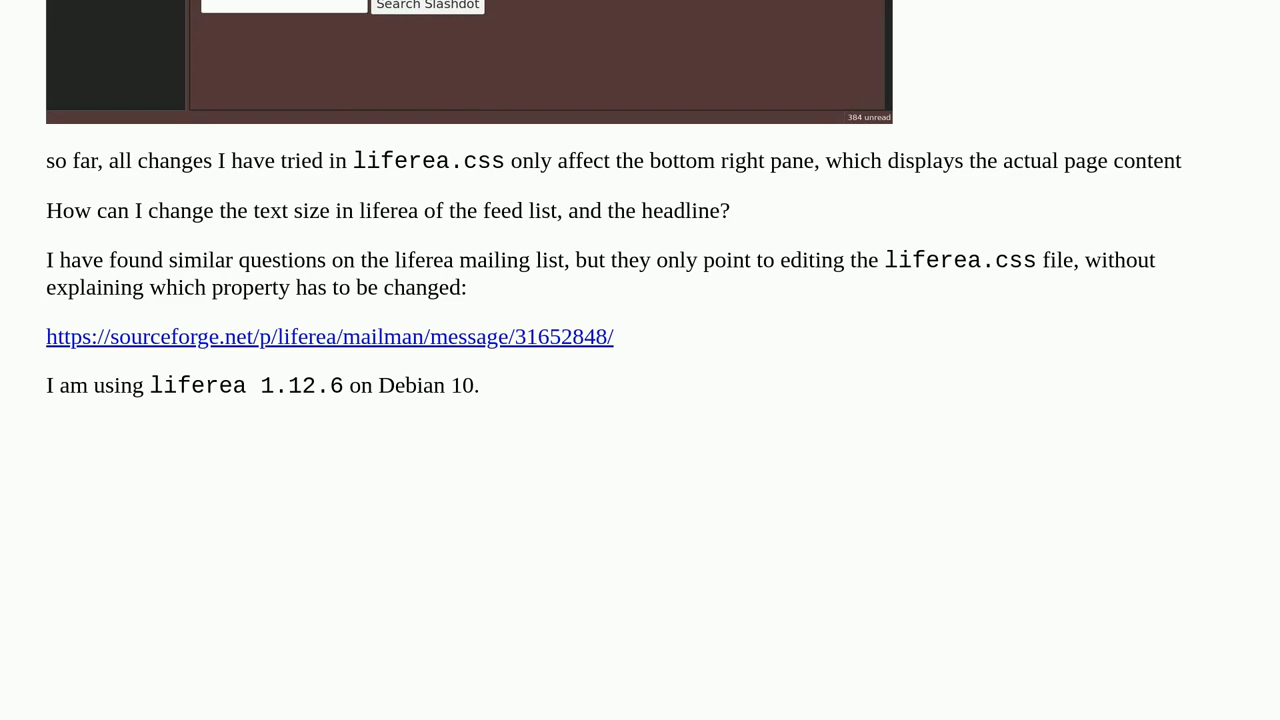 Search Slashdot
384 unread
so far, all changes I have tried in liferea.css only affect the bottom right pane, which displays the actual page content
How can I change the text size in liferea of the feed list, and the headline?
I have found similar questions on the liferea mailing list, but they only point to editing the liferea.css file, without
explaining which property has to be changed:
https://sourceforge.net/p/liferea/mailman/message/31652848/
I am using liferea 1.12.6 on Debian 10.